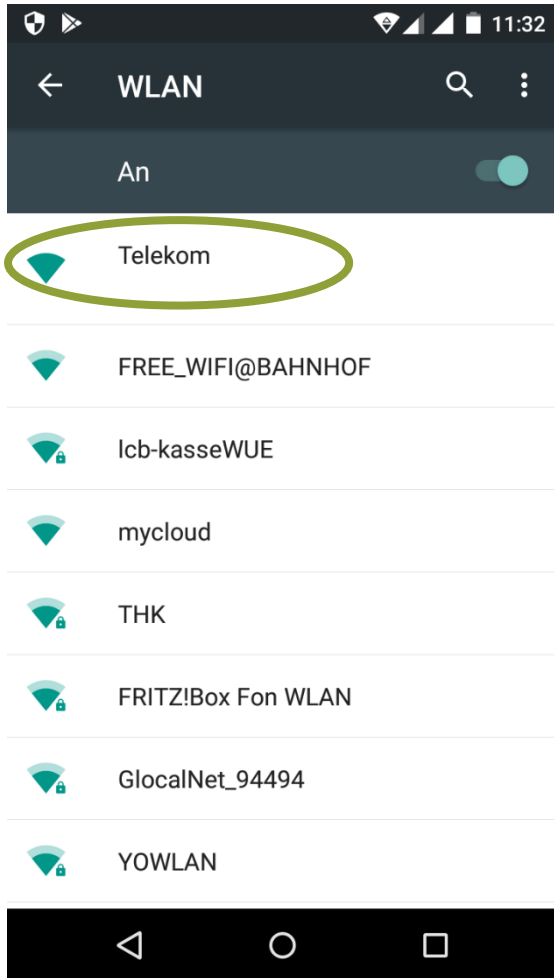 11:32
WLAN
An
Telekom
FREE_WIFI@BAHNHOF
lcb-kasseWUE
mycloud
THK
FRITZ!Box Fon WLAN
GlocalNet_94494
YOWLAN